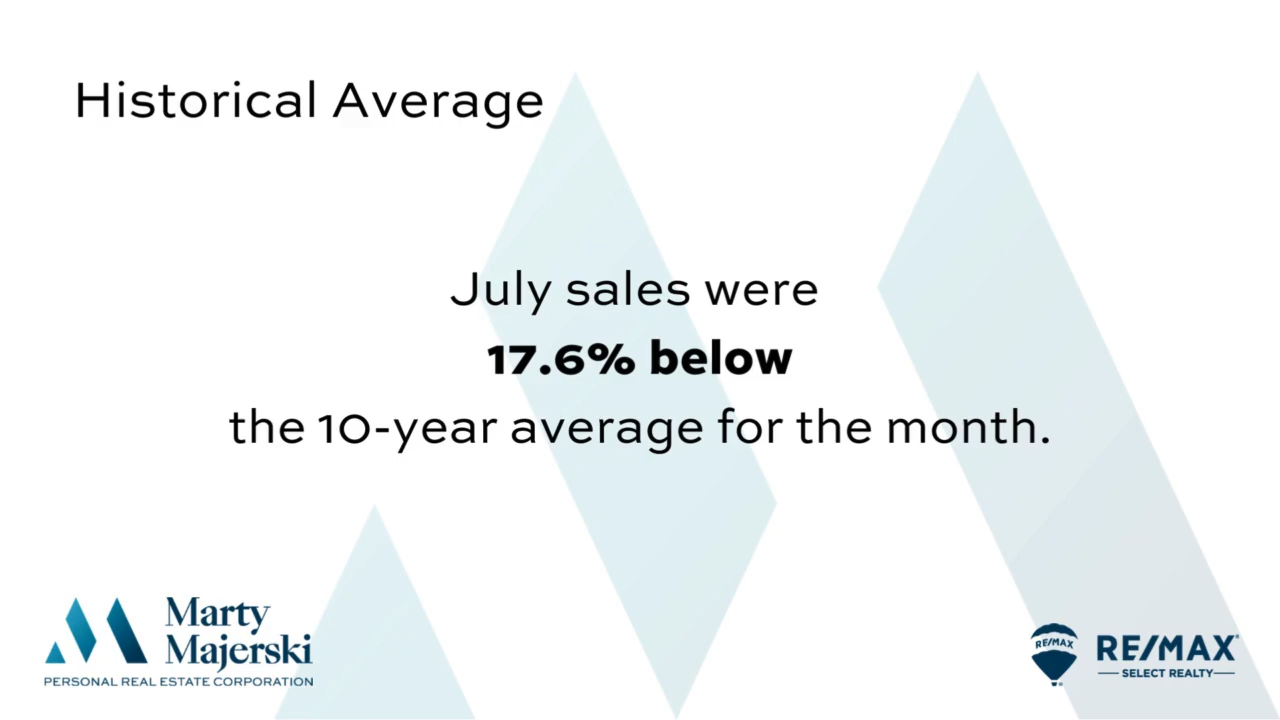 Historical Average
July sales were
17.6% below
the 10-year average for the month.
Marty
Majerski
PERSONAL REAL ESTATE CORPORATION
RE/MAX
RE/MAX®
SELECT REALTY